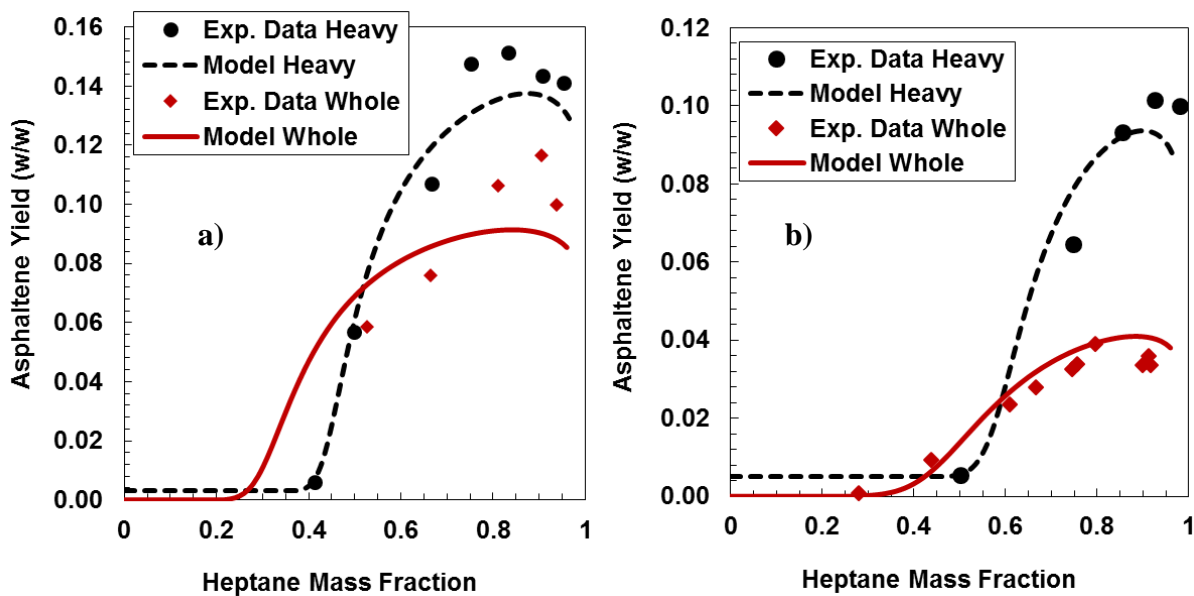 0.16
0.14
0.12
0.10
0.08
0.06
0.04
0.02
0.00
Asphaltene Yield (w/w)
Exp. Data Heavy
Model Heavy
Exp. Data Whole
Model Whole
a)
0 0.2 0.4 0.6 0.8 1
Heptane Mass Fraction
0.12
0.10
0.08
0.06
0.04
0.02
0.00
Asphaltene Yield (w/w)
Exp. Data Heavy
Model Heavy
Exp. Data Whole
Model Whole
b)
0 0.2 0.4 0.6 0.8 1
Heptane Mass Fraction